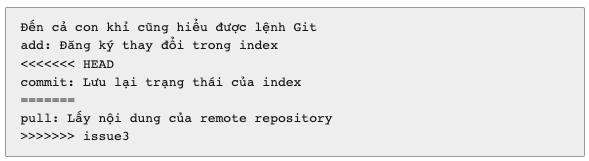 Đến cả con khỉ cũng hiểu được lệnh Git
add: Đăng ký thay đổi trong index
<<<<<<< HEAD
commit: Lưu lại trạng thái của index
=======
pull: Lấy nội dung của remote repository
>>>>>>> issue3